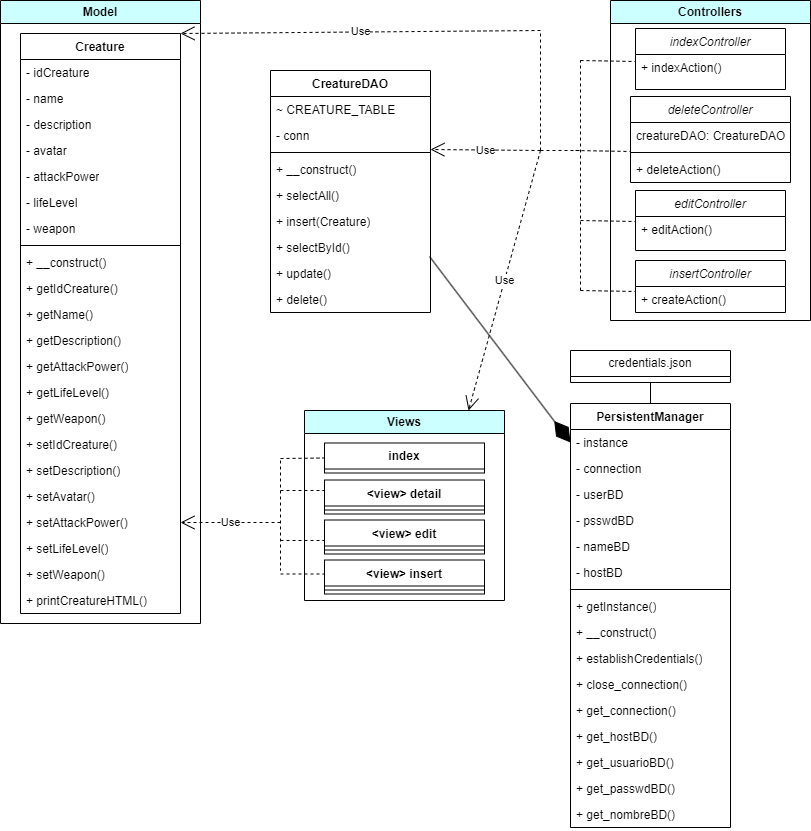 Model
Creature
- idCreature
- name
- description
- avatar
- attackPower
- lifeLevel
- weapon
+ __construct()
+ getIdCreature()
+ getName()
+ getDescription()
+ getAttackPower()
+ getLifeLevel()
+ getWeapon()
+ setIdCreature()
+ setDescription()
+ setAvatar()
+ setAttackPower()
+ setLifeLevel()
+ setWeapon()
+ printCreatureHTML()
Use
CreatureDAO
~ CREATURE_TABLE
- conn
+ __construct()
+ selectAll()
+ insert(Creature)
+ selectById()
+ update()
+ delete()
Use
Use
Controllers
indexController
+ indexAction()
deleteController
creatureDAO: CreatureDAO
+ deleteAction()
editController
+ editAction()
insertController
+ createAction()
Use
Views
index
<view> detail
<view> edit
<view> insert
credentials.json
PersistentManager
- instance
- connection
- userBD
- psswdBD
- nameBD
- hostBD
+ getInstance()
+ __construct()
+ establishCredentials()
+ close_connection()
+ get_connection()
+ get_hostBD()
+ get_usuarioBD()
+ get_passwdBD()
+ get_nombreBD()